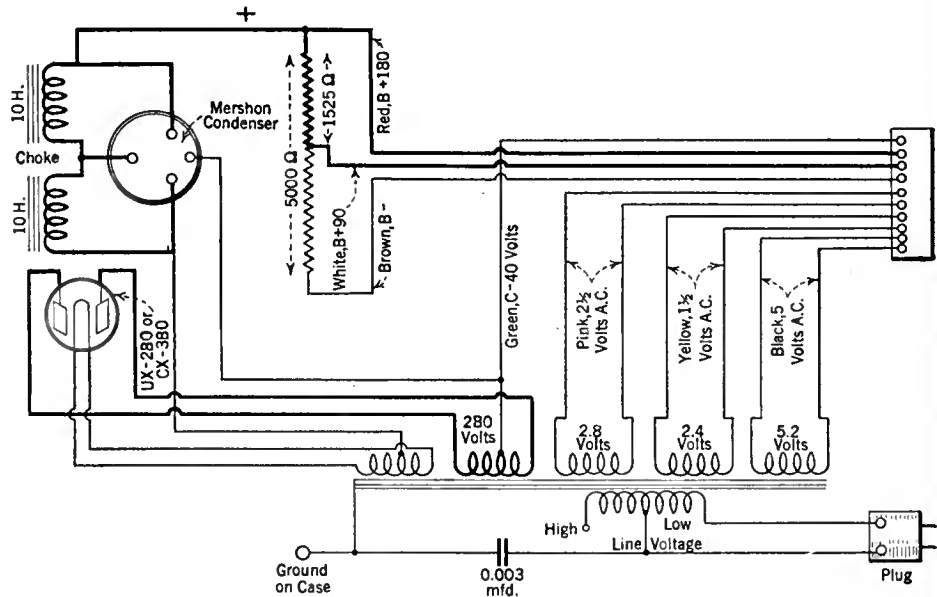 +
10 H.
Choke
10 H.
Mershon
Condenser
5000 Ω
1525 Ω
Red, B +180
White, B+90
Brown, B-
Green, C-40 Volts
Pink, 2½
Volts A.C.
Yellow, 1½
Volts A.C.
Black, 5
Volts A.C.
UX-280 or
CX-380
280
Volts
2.8
Volts
2.4
Volts
5.2
Volts
High
Low
Line Voltage
Ground
on Case
0.003
mfd.
Plug